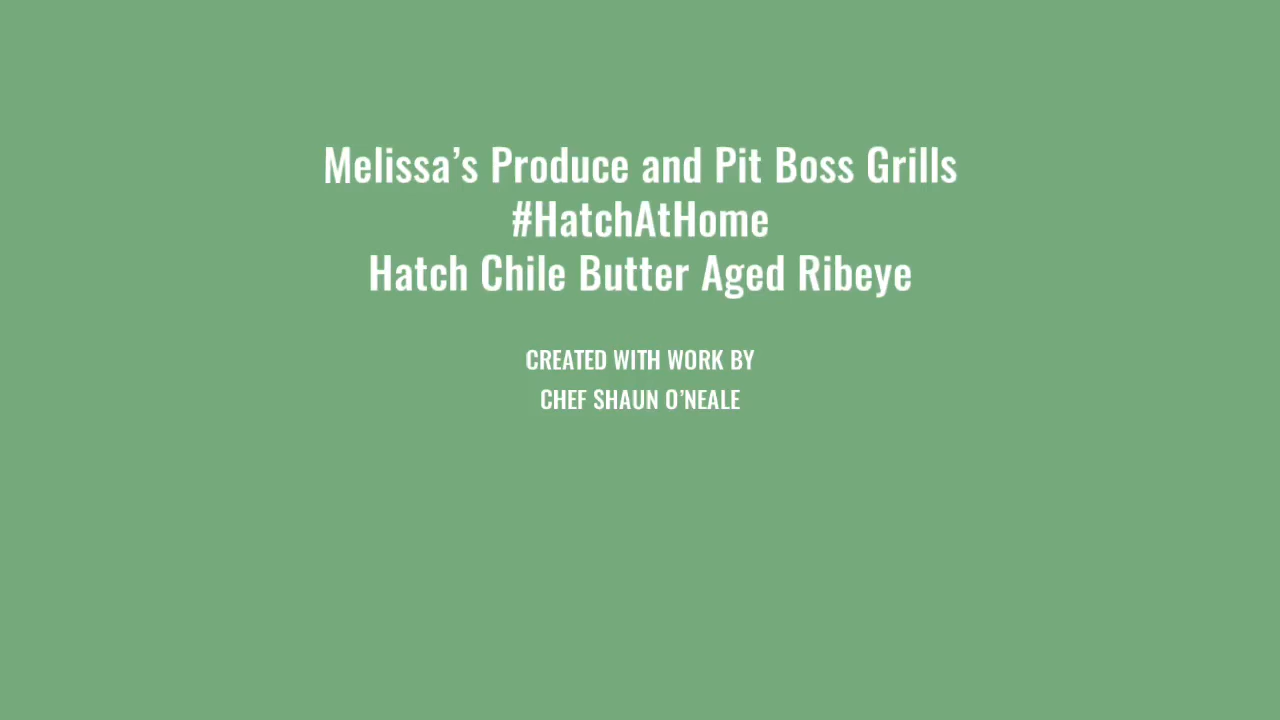 Melissa’s Produce and Pit Boss Grills
#HatchAtHome
Hatch Chile Butter Aged Ribeye
CREATED WITH WORK BY
CHEF SHAUN O’NEALE